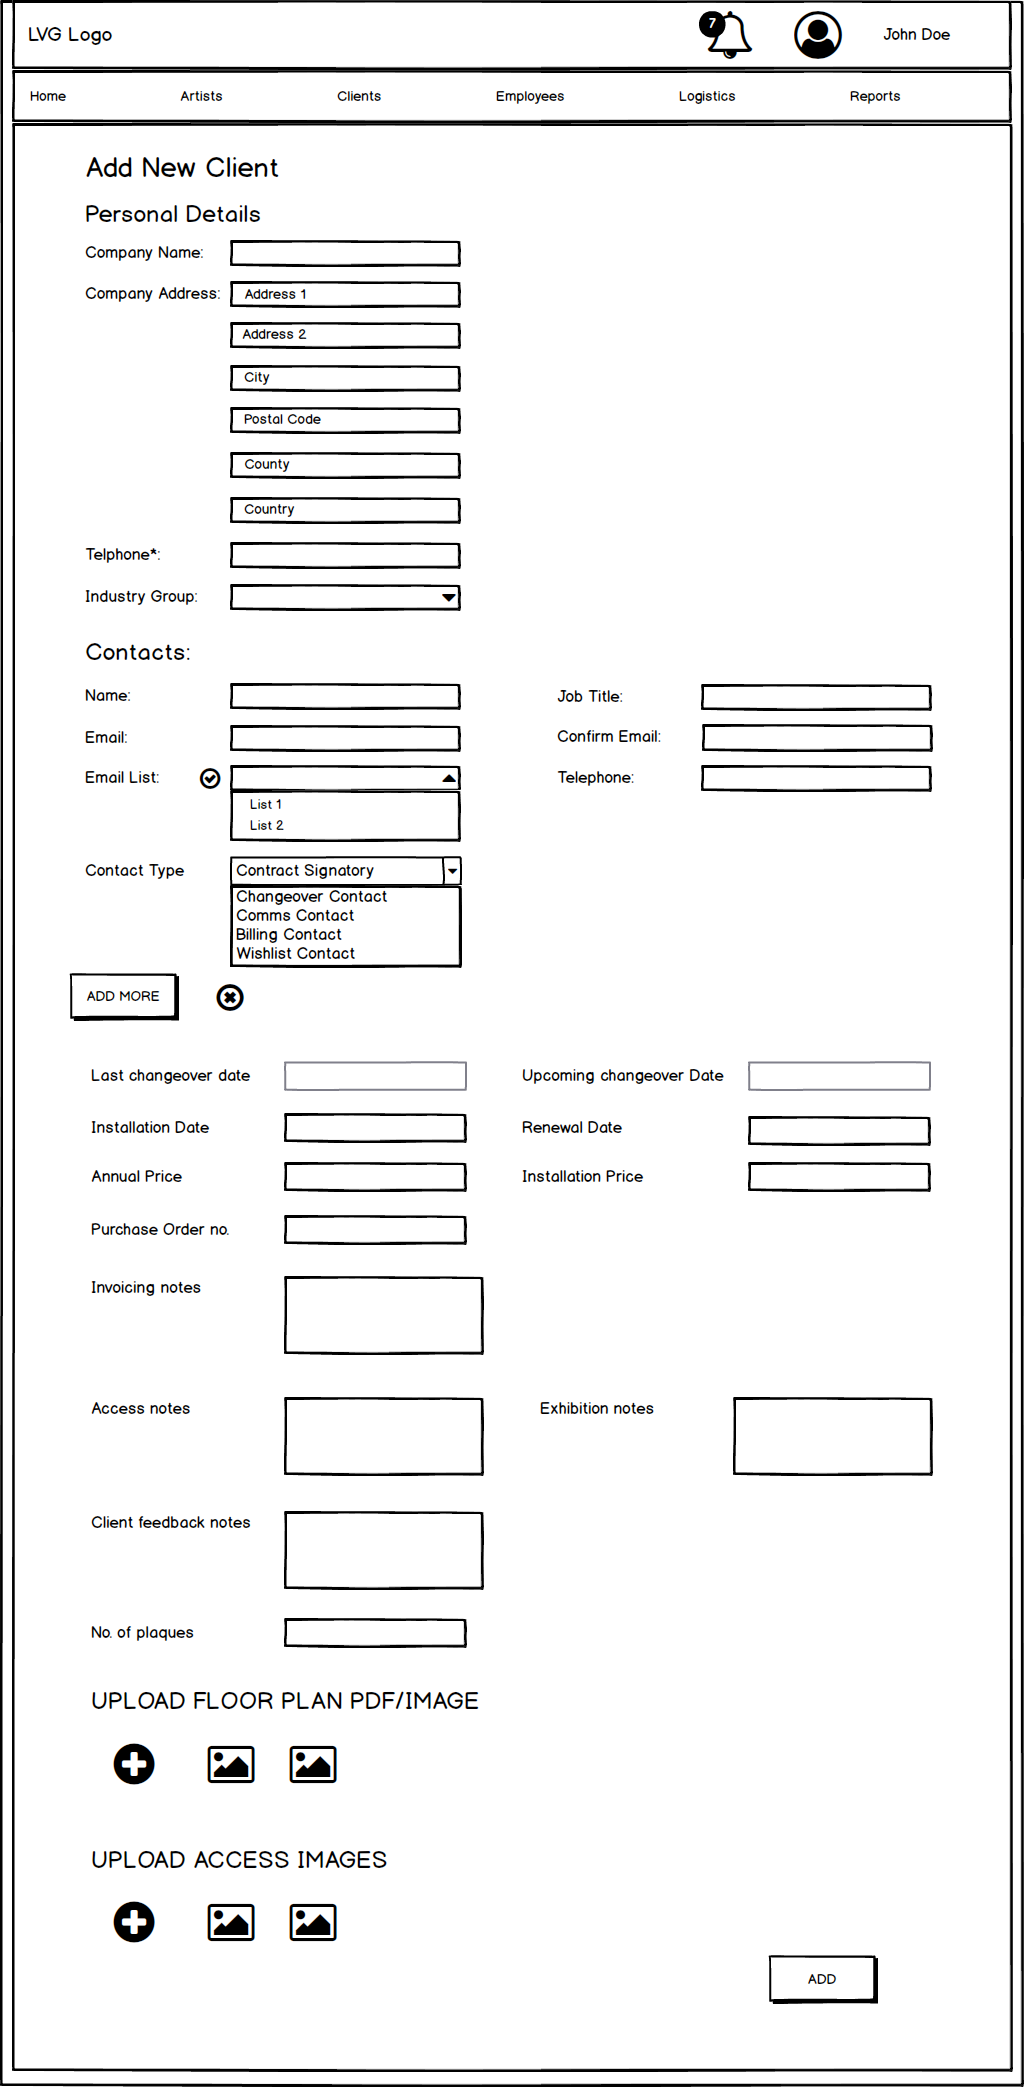 LVG Logo
7
John Doe
Home Artists Clients Employees Logistics Reports
Add New Client
Personal Details
Company Name:
Company Address: Address 1
Address 2
City
Postal Code
County
Country
Telphone*:
Industry Group:
Contacts:
Name: Job Title:
Email: Confirm Email:
Email List: Telephone:
List 1
List 2
Contact Type Contract Signatory
Changeover Contact
Comms Contact
Billing Contact
Wishlist Contact
ADD MORE
Last changeover date Upcoming changeover Date
Installation Date Renewal Date
Annual Price Installation Price
Purchase Order no.
Invoicing notes
Access notes Exhibition notes
Client feedback notes
No. of plaques
UPLOAD FLOOR PLAN PDF/IMAGE
UPLOAD ACCESS IMAGES
ADD